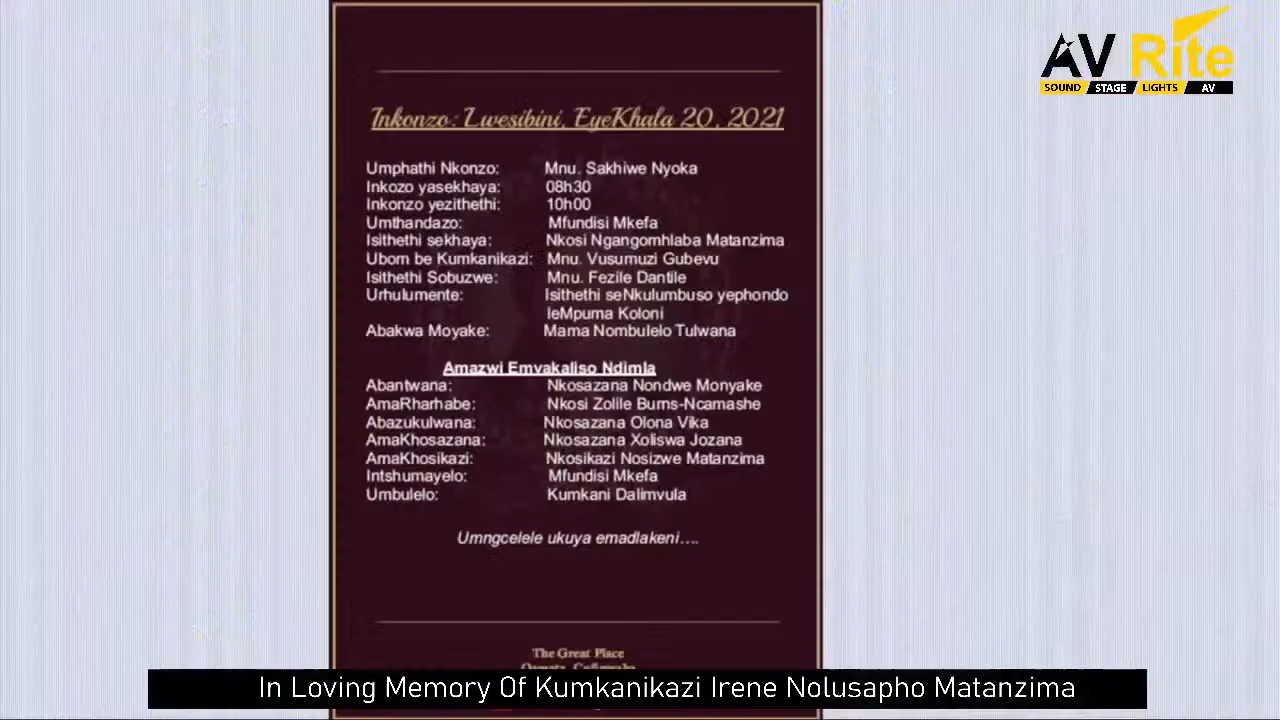 AV Rite
SOUND STAGE LIGHTS AV
Inkonzo: Lwesibini, EyeKhala 20, 2021
Umphathi Nkonzo: Mnu. Sakhiwe Nyoka
Inkozo yasekhaya: 08h30
Inkonzo yezithethi: 10h00
Umthandazo: Mfundisi Mkefa
Isithethi sekhaya: Nkosi Ngangomhlaba Matanzima
Ubom be Kumkanikazi: Mnu. Vusumuzi Gubevu
Isithethi Sobuzwe: Mnu. Fezile Dantile
Urhulumente: Isithethi seNkulumbuso yephondo
leMpuma Koloni
Abakwa Moyake: Mama Nombulelo Tulwana
Amazwi Emvakaliso Ndimla
Abantwana: Nkosazana Nondwe Monyake
AmaRharhabe: Nkosi Zolile Burns-Ncamashe
Abazukulwana: Nkosazana Olona Vika
AmaKhosazana: Nkosazana Xoliswa Jozana
AmaKhosikazi: Nkosikazi Nosizwe Matanzima
Intshumayelo: Mfundisi Mkefa
Umbulelo: Kumkani Dalimvula
Umngcelele ukuya emadlakeni….
The Great Place
In Loving Memory Of Kumkanikazi Irene Nolusapho Matanzima